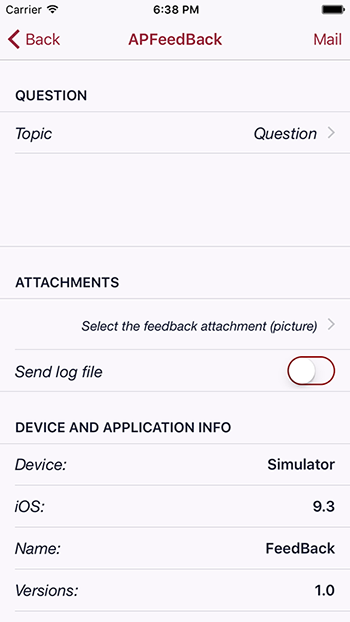 Carrier 6:38 PM
Back APFeedBack Mail
QUESTION
Topic Question
ATTACHMENTS
Select the feedback attachment (picture)
Send log file
DEVICE AND APPLICATION INFO
Device: Simulator
iOS: 9.3
Name: FeedBack
Versions: 1.0